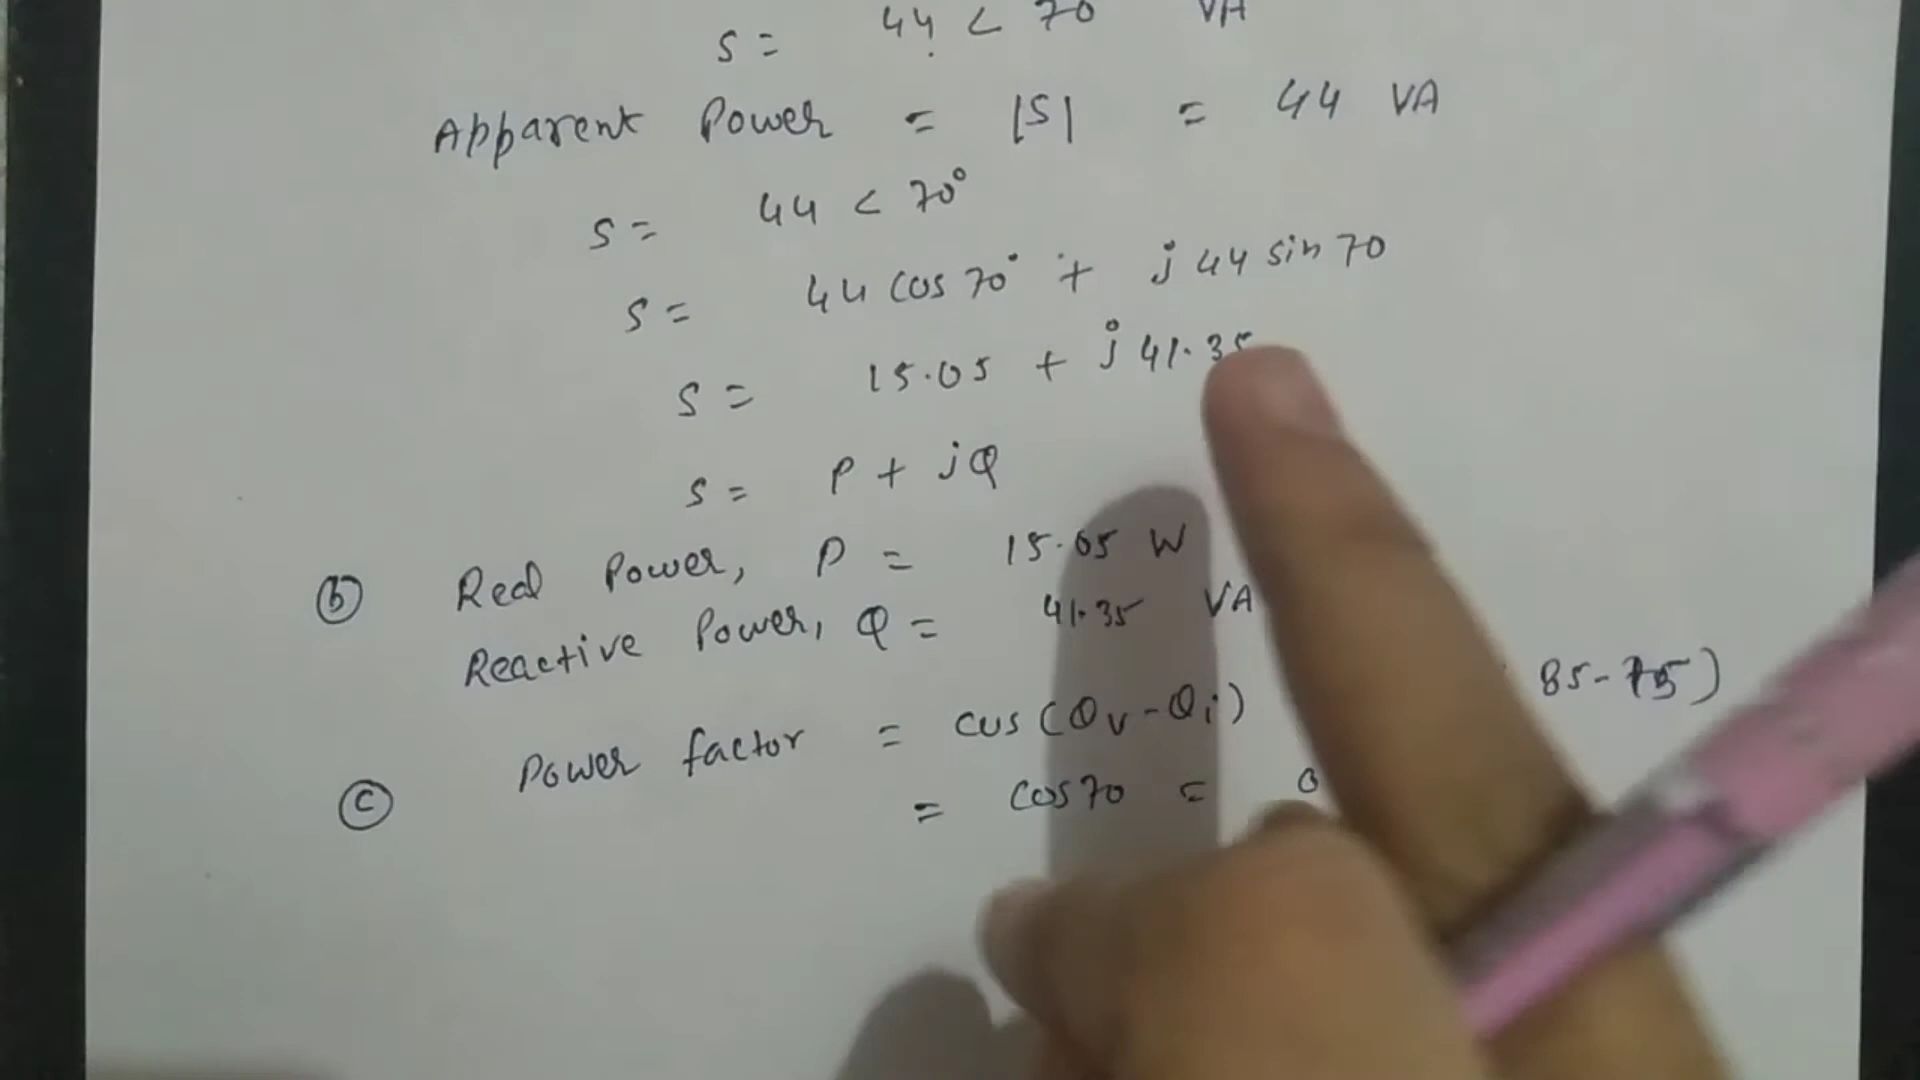 S = 44 < 70 VA
Apparent Power = |S| = 44 VA
S = 44 < 70°
S = 44 cos 70° + j 44 sin 70
S = 15.05 + j 41.35
S = P + jQ
(b) Real Power, P = 15.05 W
Reactive Power, Q = 41.35 VA
(c) Power factor = cos (θv - θi) 85-15)
= cos 70 = 0